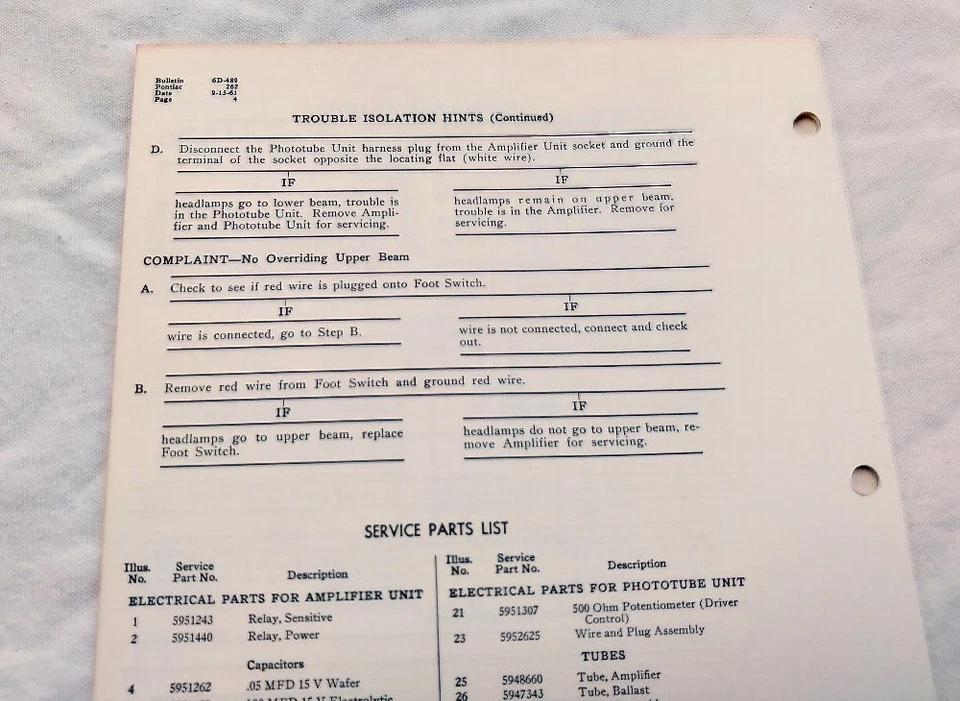 Bulletin 6D-489
Pontiac 262
Date 9-15-61
Page 4
TROUBLE ISOLATION HINTS (Continued)
D. Disconnect the Phototube Unit harness plug from the Amplifier Unit socket and ground the
terminal of the socket opposite the locating flat (white wire).
IF
headlamps go to lower beam, trouble is
in the Phototube Unit. Remove Ampli-
fier and Phototube Unit for servicing.
IF
headlamps remain on upper beam,
trouble is in the Amplifier. Remove for
servicing.
COMPLAINT—No Overriding Upper Beam
A. Check to see if red wire is plugged onto Foot Switch.
IF
wire is connected, go to Step B.
IF
wire is not connected, connect and check
out.
B. Remove red wire from Foot Switch and ground red wire.
IF
headlamps go to upper beam, replace
Foot Switch.
IF
headlamps do not go to upper beam, re-
move Amplifier for servicing.
SERVICE PARTS LIST
Illus. Service
No. Part No. Description
ELECTRICAL PARTS FOR AMPLIFIER UNIT
1 5951243 Relay, Sensitive
2 5951440 Relay, Power
Capacitors
4 5951262 .05 MFD 15 V Wafer
15 V Electrolytic
Illus. Service
No. Part No. Description
ELECTRICAL PARTS FOR PHOTOTUBE UNIT
21 5951307 500 Ohm Potentiometer (Driver
Control)
23 5952625 Wire and Plug Assembly
TUBES
25 5948660 Tube, Amplifier
26 5947343 Tube, Ballast